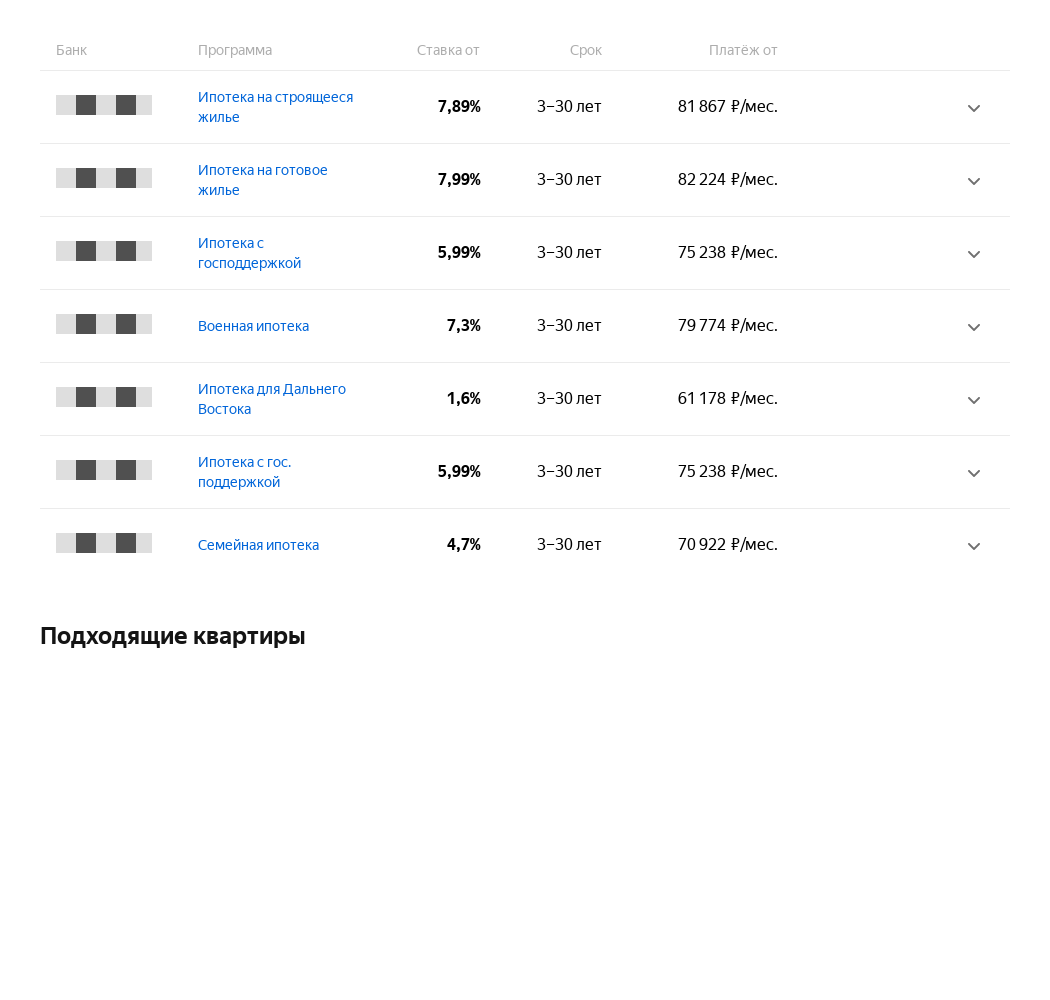 Банк Программа Ставка от Срок Платёж от
Ипотека на строящееся
жилье
7,89% 3–30 лет 81 867 ₽/мес.
Ипотека на готовое
жилье
7,99% 3–30 лет 82 224 ₽/мес.
Ипотека с
господдержкой
5,99% 3–30 лет 75 238 ₽/мес.
Военная ипотека 7,3% 3–30 лет 79 774 ₽/мес.
Ипотека для Дальнего
Востока
1,6% 3–30 лет 61 178 ₽/мес.
Ипотека с гос.
поддержкой
5,99% 3–30 лет 75 238 ₽/мес.
Семейная ипотека 4,7% 3–30 лет 70 922 ₽/мес.
Подходящие квартиры